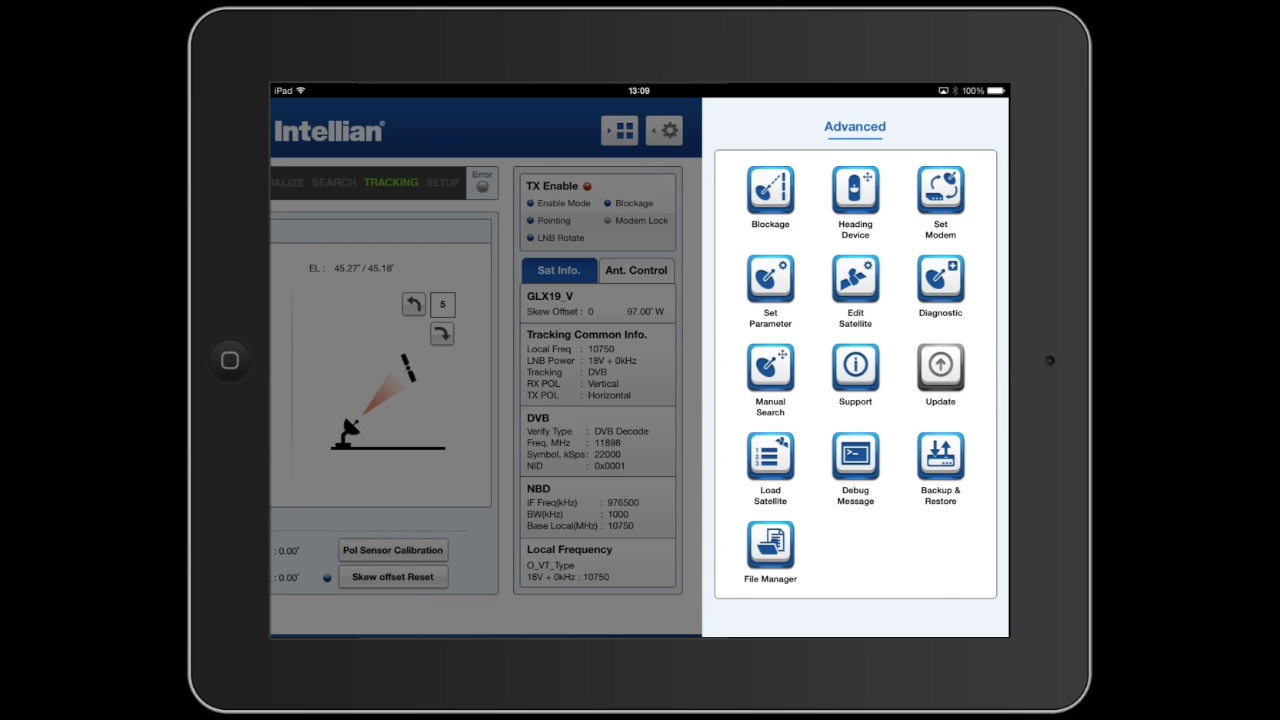 iPad
13:09
100%
Intellian®
Advanced
ALIZE SEARCH TRACKING SETUP
Error
EL : 45.27˚ / 45.18˚
5
: 0.00˚
Pol Sensor Calibration
: 0.00˚
Skew offset Reset
TX Enable
Enable Mode Blockage
Pointing Modem Lock
LNB Rotate
Sat Info. Ant. Control
GLX19_V
Skew Offset : 0 97.00˚ W
Tracking Common Info.
Local Freq : 10750
LNB Power : 18V + 0kHz
Tracking : DVB
RX POL : Vertical
TX POL : Horizontal
DVB
Verify Type : DVB Decode
Freq. MHz : 11898
Symbol. kSps : 22000
NID : 0x0001
NBD
IF Freq(kHz) : 976500
BW(kHz) : 1000
Base Local(MHz) : 10750
Local Frequency
O_VT_Type
18V + 0kHz : 10750
Blockage
Heading
Device
Set
Modem
Set
Parameter
Edit
Satellite
Diagnostic
Manual
Search
Support
Update
1
2
3
Load
Satellite
Debug
Message
Backup &
Restore
File Manager